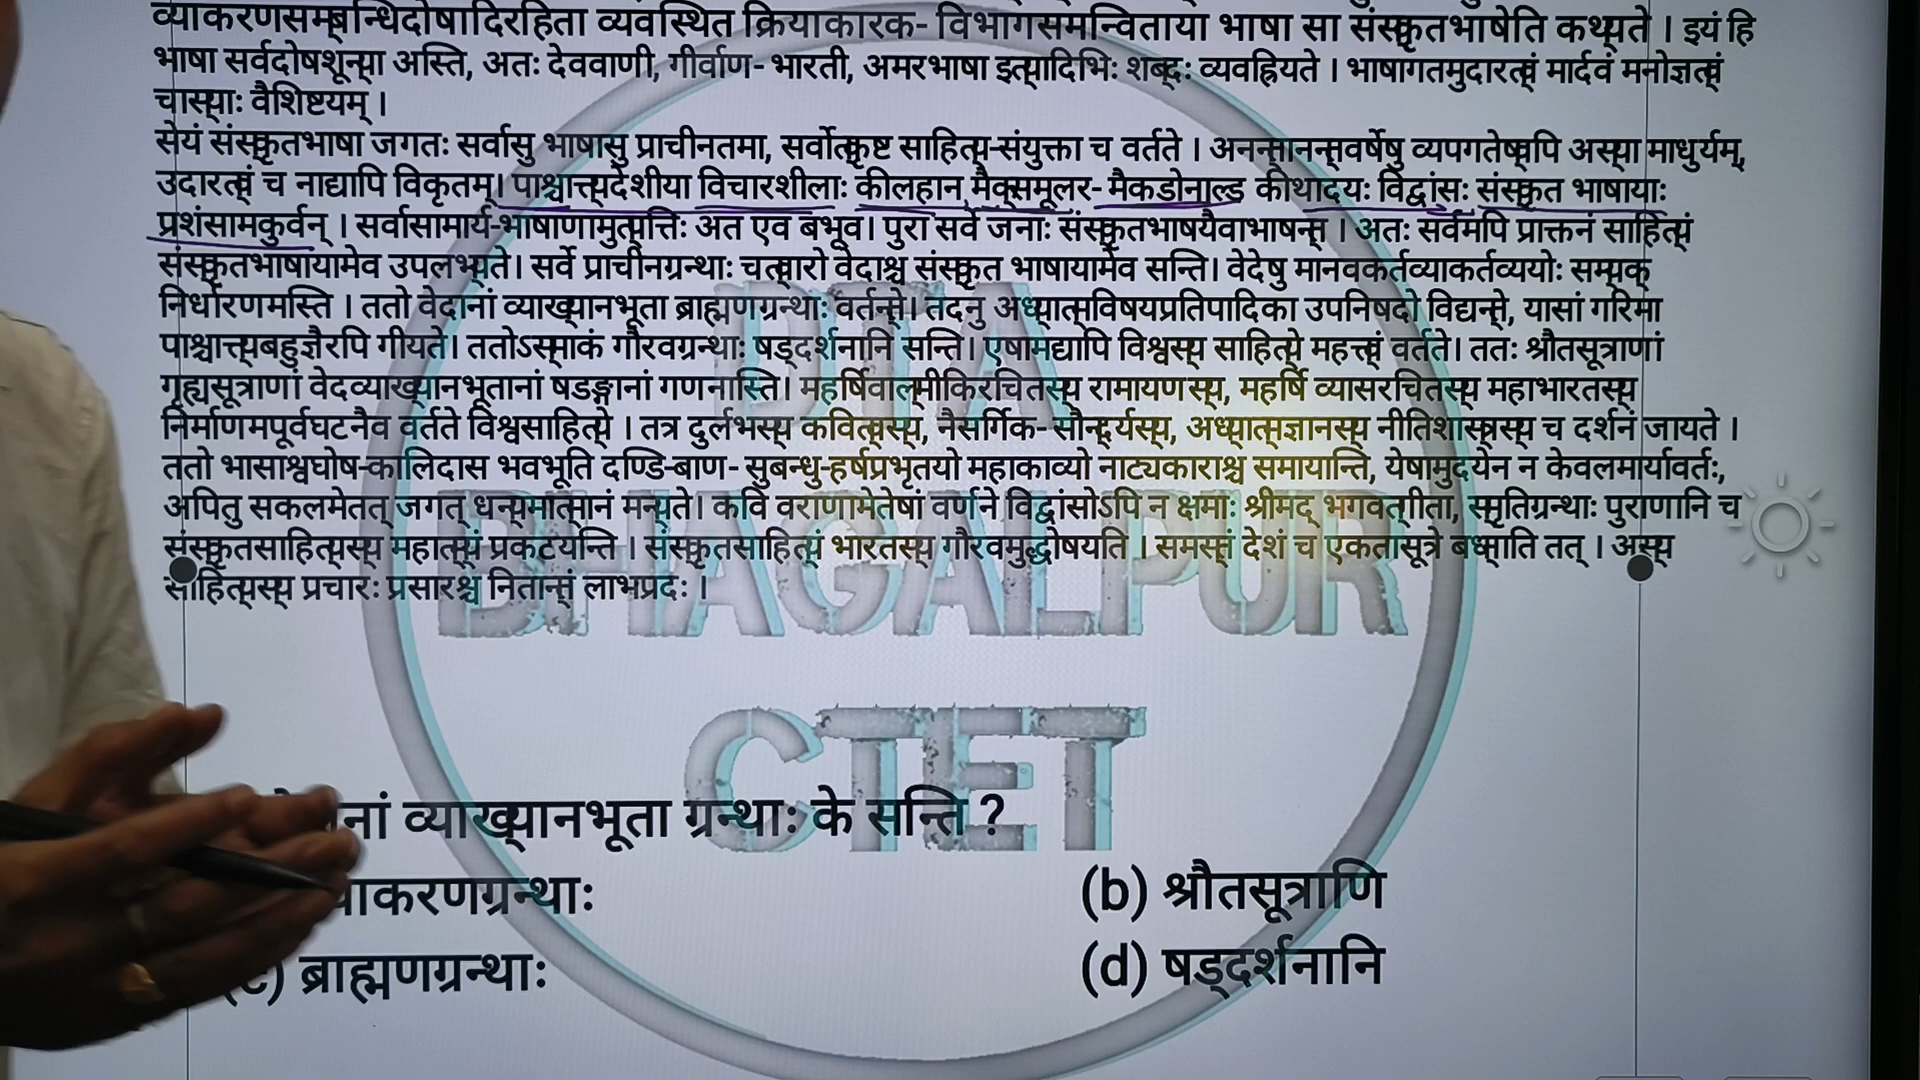 व्याकरणसम्बन्धिदोषादिरहिता व्यवस्थित क्रियाकारक- विभागसमन्विताया भाषा सा संस्कृतभाषेति कथ्यते । इयं हि
भाषा सर्वदोषशून्या अस्ति, अतः देववाणी, गीर्वाण- भारती, अमरभाषा इत्यादिभिः शब्दः व्यवह्रियते । भाषागतमुदारत्वं मार्दवं मनोज्ञत्वं
चास्याः वैशिष्टयम् ।
सेयं संस्कृतभाषा जगतः सर्वासु भाषासु प्राचीनतमा, सर्वोत्कृष्ट साहित्य-संयुक्ता च वर्तते । अनन्तानन्तवर्षेषु व्यपगतेष्वपि अस्या माधुर्यम्,
उदारत्वं च नाद्यापि विकृतम्। पाश्चात्त्यदेशीया विचारशीलाः कीलहान, मैक्समूलर- मैकडोनाल्ड कीथादयः विद्वांसः संस्कृत भाषायाः
प्रशंसामकुर्वन् । सर्वासामार्य-भाषाणामुत्पत्तिः अत एव बभूव। पुरा सर्वे जनाः संस्कृतभाषयैवाभाषन्त । अतः सर्वमपि प्राक्तनं साहित्यं
संस्कृतभाषायामेव उपलभ्यते। सर्वे प्राचीनग्रन्थाः चत्वारो वेदाश्च संस्कृत भाषायामेव सन्ति। वेदेषु मानवकर्तव्याकर्तव्ययोः सम्यक्
निर्धारणमस्ति । ततो वेदानां व्याख्यानभूता ब्राह्मणग्रन्थाः वर्तन्ते। तदनु अध्यात्मविषयप्रतिपादिका उपनिषदो विद्यन्ते, यासां गरिमा
पाश्चात्त्यबहुज्ञैरपि गीयते। ततोऽस्माकं गौरवग्रन्थाः षड्दर्शनानि सन्ति। एषामद्यापि विश्वस्य साहित्ये महत्त्वं वर्तते। ततः श्रौतसूत्राणां
गृह्यसूत्राणां वेदव्याख्यानभूतानां षडङ्गानां गणनास्ति। महर्षिवाल्मीकिरचितस्य रामायणस्य, महर्षि व्यासरचितस्य महाभारतस्य
निर्माणमपूर्वघटनैव वर्तते विश्वसाहित्ये । तत्र दुर्लभस्य कवित्वस्य, नैसर्गिक- सौन्दर्यस्य, अध्यात्मज्ञानस्य नीतिशास्त्रस्य च दर्शनं जायते ।
ततो भासाश्वघोष-कालिदास भवभूति दण्डि-बाण- सुबन्धु-हर्षप्रभृतयो महाकाव्यो नाट्यकाराश्च समायान्ति, येषामुदयेन न केवलमार्यावर्तः,
अपितु सकलमेतत् जगत् धन्यमात्मानं मन्यते। कवि वराणामेतेषां वर्णने विद्वांसोऽपि न क्षमाः श्रीमद् भगवत्गीता, स्मृतिग्रन्थाः पुराणानि च
संस्कृतसाहित्यस्य महात्म्यं प्रकटयन्ति । संस्कृतसाहित्यं भारतस्य गौरवमुद्घोषयति । समस्तं देशं च एकतासूत्रे बध्नाति तत् । अस्य
साहित्यस्य प्रचारः प्रसारश्च नितान्तं लाभप्रदः ।
DTA
BHAGALPUR
CTET
व्याख्यानभूता ग्रन्थाः के सन्ति ?
(b) श्रौतसूत्राणि
(c) ब्राह्मणग्रन्थाः
(d) षड्दर्शनानि